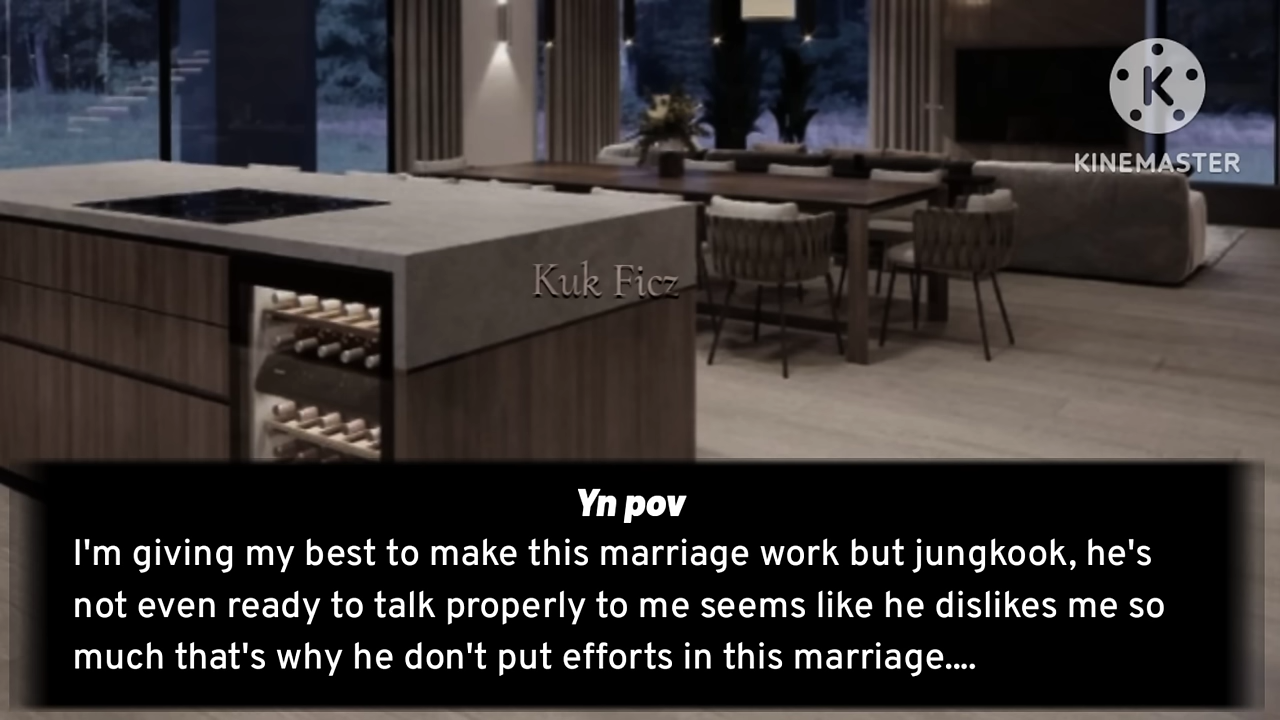 K
KINEMASTER
Kuk Ficz
Yn pov
I'm giving my best to make this marriage work but jungkook, he's
not even ready to talk properly to me seems like he dislikes me so
much that's why he don't put efforts in this marriage....